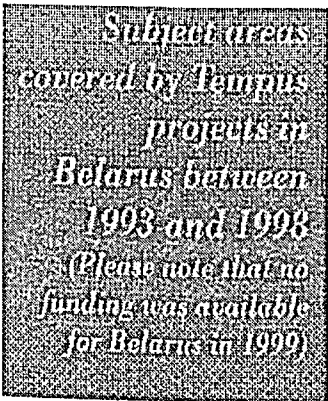 Subject areas
covered by Tempus
projects in
Belarus between
1993 and 1998
(Please note that no
funding was available
for Belarus in 1999)